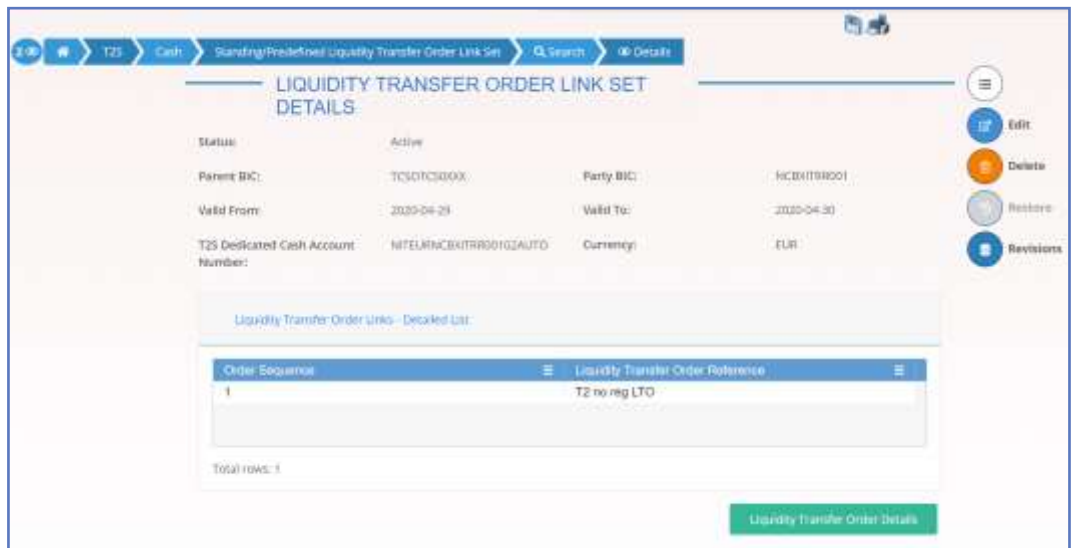 T2S Cash Standing/Predefined Liquidity Transfer Order Link Set Search Details
LIQUIDITY TRANSFER ORDER LINK SET
DETAILS
Edit
Status: Active
Delete
Parent BIC: Party BIC:
Restore
Valid From: 2020-04-29 Valid To: 2020-04-30
T2S Dedicated Cash Account Currency: EUR
Number:
Revisions
Liquidity Transfer Order Links - Detailed List
Order Sequence Liquidity Transfer Order Reference
1 T2 no reg LTO
Total rows: 1
Liquidity Transfer Order Details